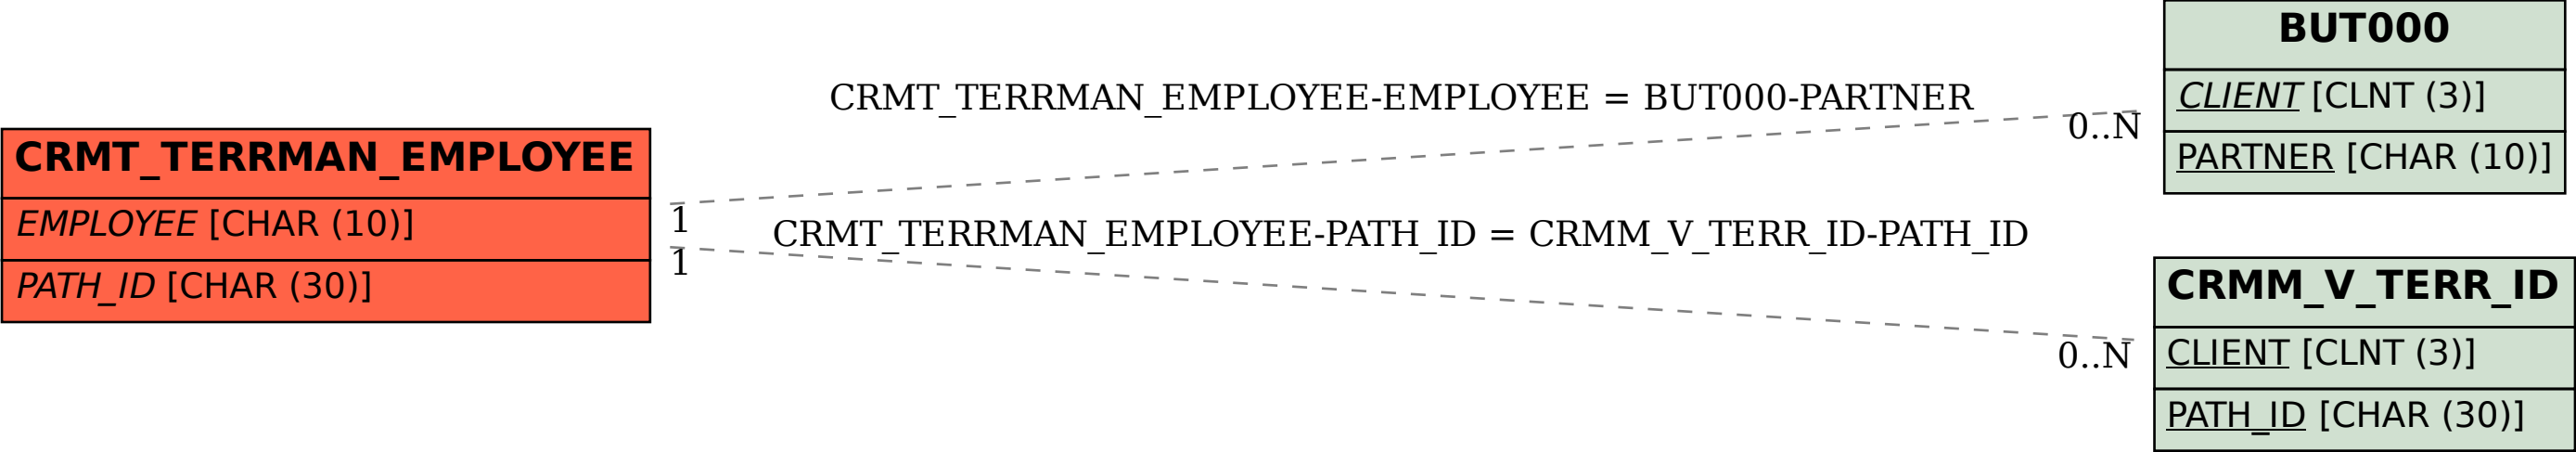 CRMT_TERRMAN_EMPLOYEE
EMPLOYEE [CHAR (10)]
PATH_ID [CHAR (30)]
CRMT_TERRMAN_EMPLOYEE-EMPLOYEE = BUT000-PARTNER
0..N
1
CRMT_TERRMAN_EMPLOYEE-PATH_ID = CRMM_V_TERR_ID-PATH_ID
1
0..N
BUT000
CLIENT [CLNT (3)]
PARTNER [CHAR (10)]
CRMM_V_TERR_ID
CLIENT [CLNT (3)]
PATH_ID [CHAR (30)]